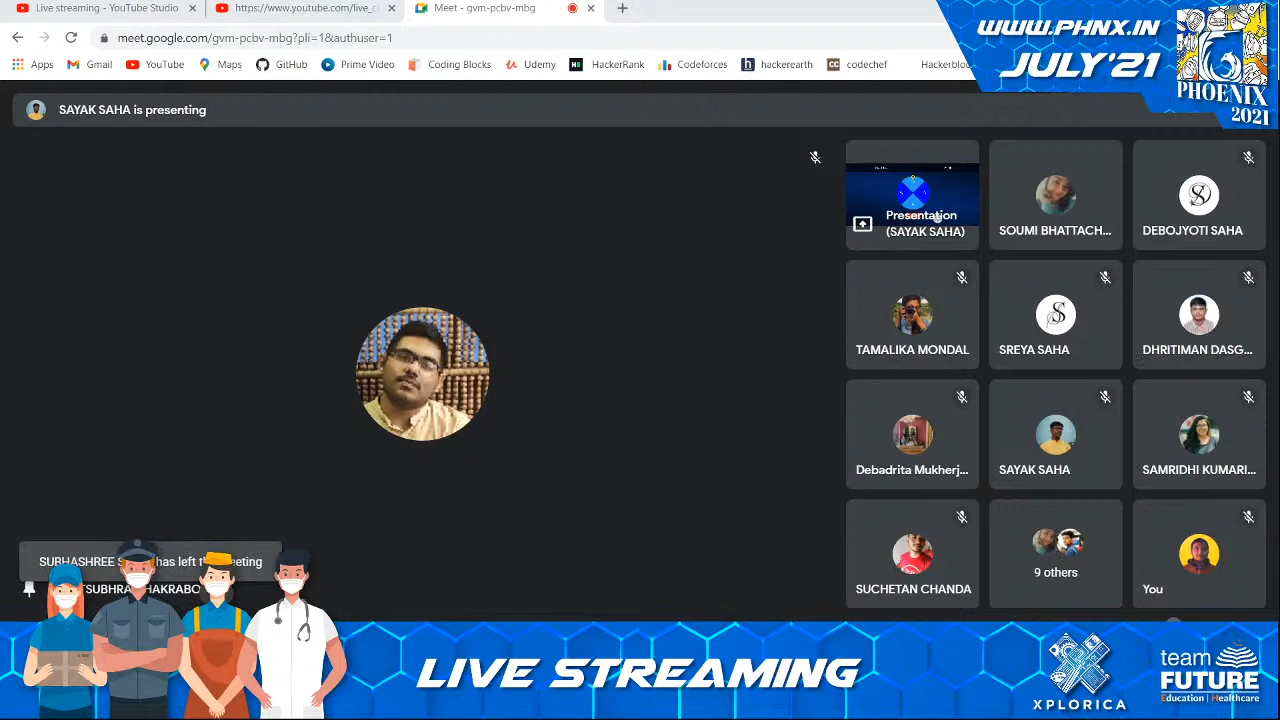 Live streaming - YouTube Studio
https://www.youtube.com/live_c
Meet - gvm-pcbv-mbg
meet.google.com/gvm-pcbv-mbg?pli=1&authuser=1
Apps Gmail YouTube Maps GitHub Prime Video Coding Blocks Udemy HackerRank Codeforces hackerearth codechef
WWW.PHNX.IN
JULY'21
PHOENIX
2021
SAYAK SAHA is presenting
Presentation
(SAYAK SAHA)
SOUMI BHATTACH...
DEBOJYOTI SAHA
TAMALIKA MONDAL
SREYA SAHA
DHRITIMAN DASG...
Debadrita Mukherj...
SAYAK SAHA
SAMRIDHI KUMARI...
SUCHETAN CHANDA
9 others
You
SUBHASHREE has left eeting
LIVE STREAMING
XPLORICA
team
FUTURE
Education | Healthcare